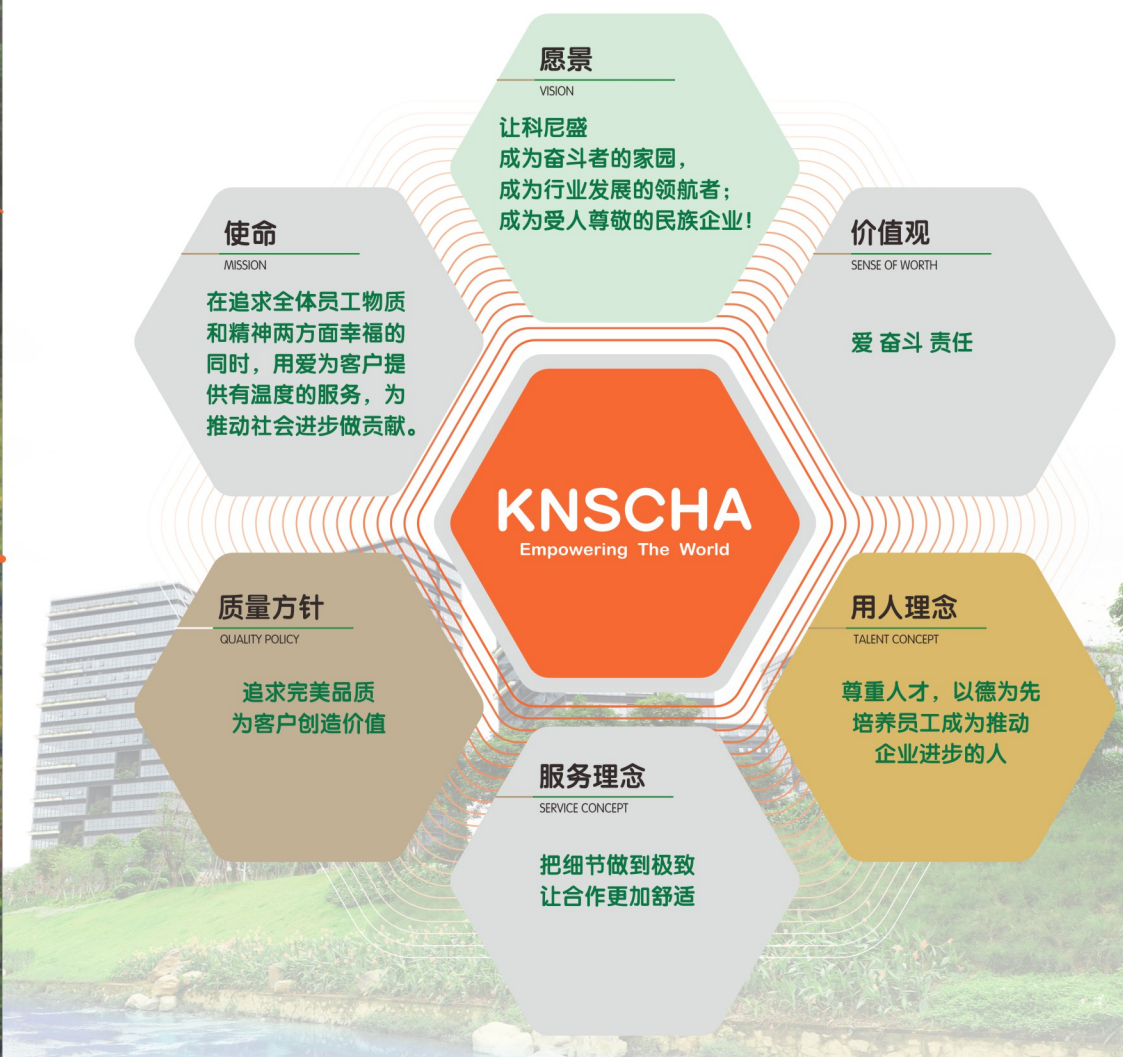 愿景
VISION
让科尼盛
成为奋斗者的家园，
成为行业发展的领航者；
成为受人尊敬的民族企业！
使命
MISSION
在追求全体员工物质
和精神两方面幸福的
同时，用爱为客户提
供有温度的服务，为
推动社会进步做贡献。
价值观
SENSE OF WORTH
爱 奋斗 责任
KNSCHA
Empowering The World
质量方针
QUALITY POLICY
追求完美品质
为客户创造价值
用人理念
TALENT CONCEPT
尊重人才，以德为先
培养员工成为推动
企业进步的人
服务理念
SERVICE CONCEPT
把细节做到极致
让合作更加舒适